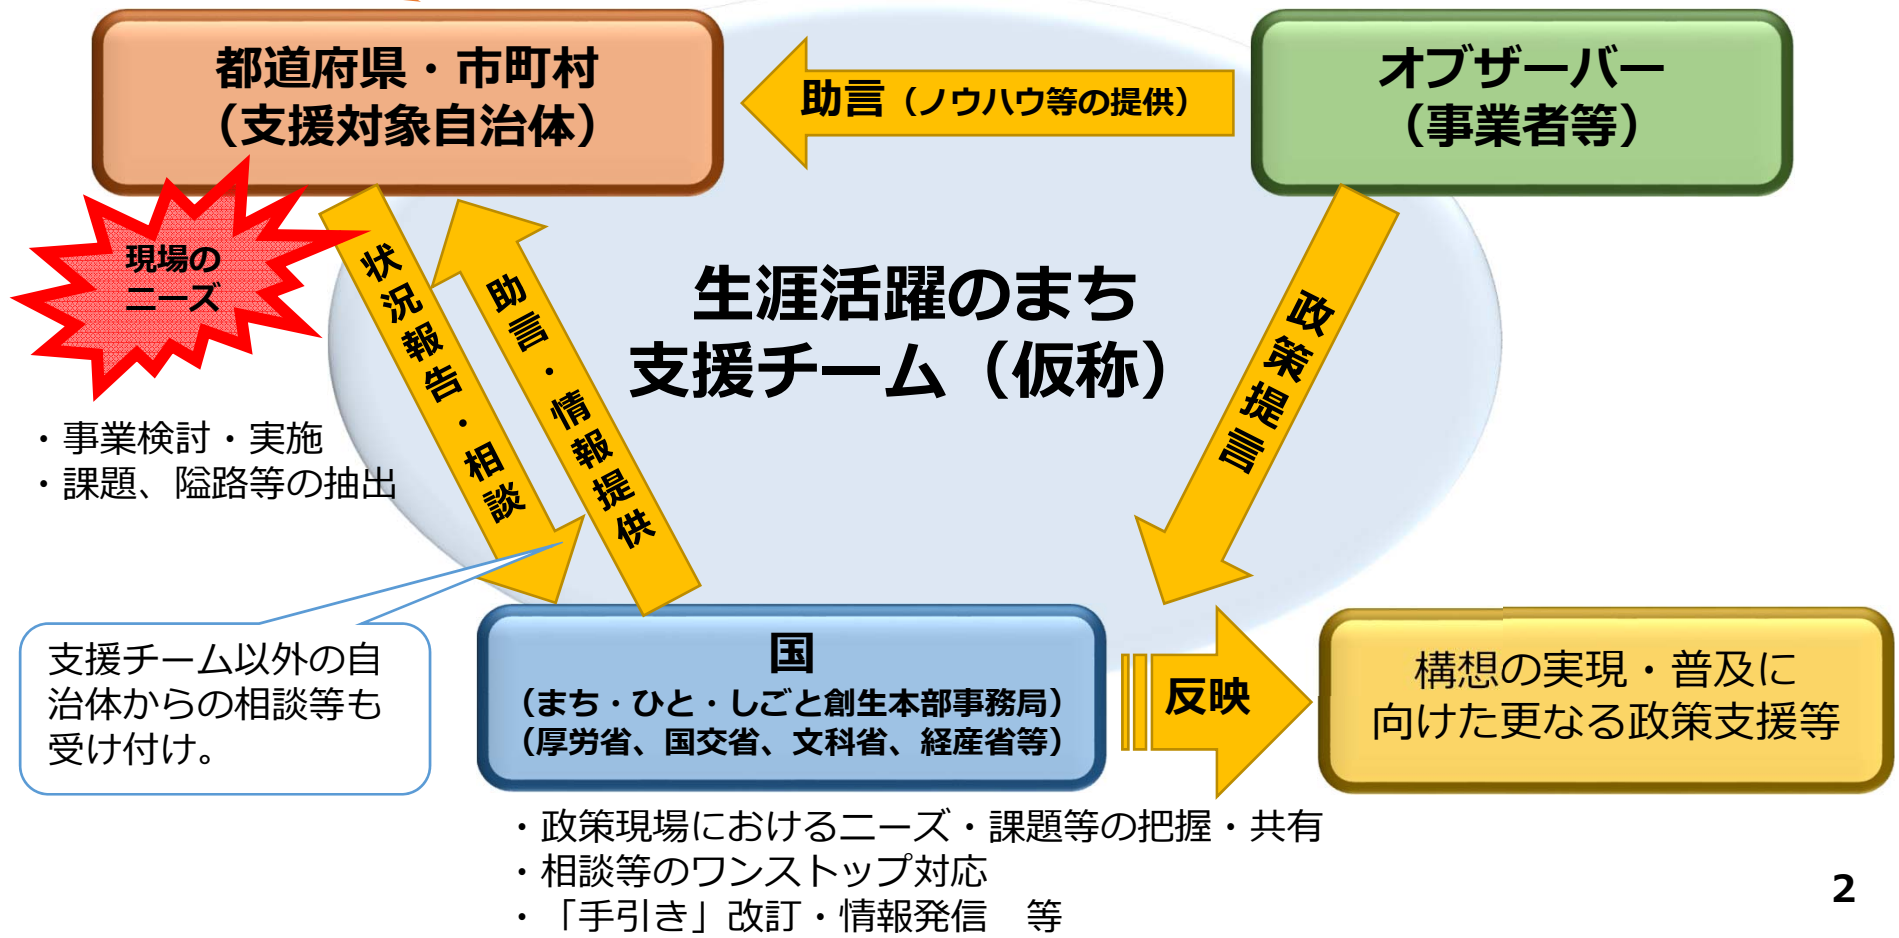 都道府県・市町村
（支援対象自治体）
助言（ノウハウ等の提供）
オブザーバー
（事業者等）
現場の
ニーズ
状況報告・相談
助言・情報提供
生涯活躍のまち
支援チーム（仮称）
政策提言
・事業検討・実施
・課題、隘路等の抽出
支援チーム以外の自
治体からの相談等も
受け付け。
国
（まち・ひと・しごと創生本部事務局）
（厚労省、国交省、文科省、経産省等）
反映
構想の実現・普及に
向けた更なる政策支援等
・政策現場におけるニーズ・課題等の把握・共有
・相談等のワンストップ対応
・「手引き」改訂・情報発信　等
2